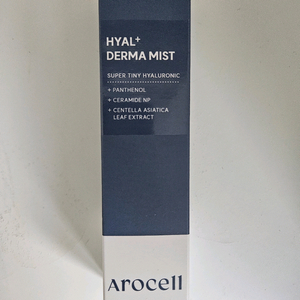 HYAL+
DERMA MIST
SUPER TINY HYALURONIC
+ PANTHENOL
+ CERAMIDE NP
+ CENTELLA ASIATICA
LEAF EXTRACT
Arocell